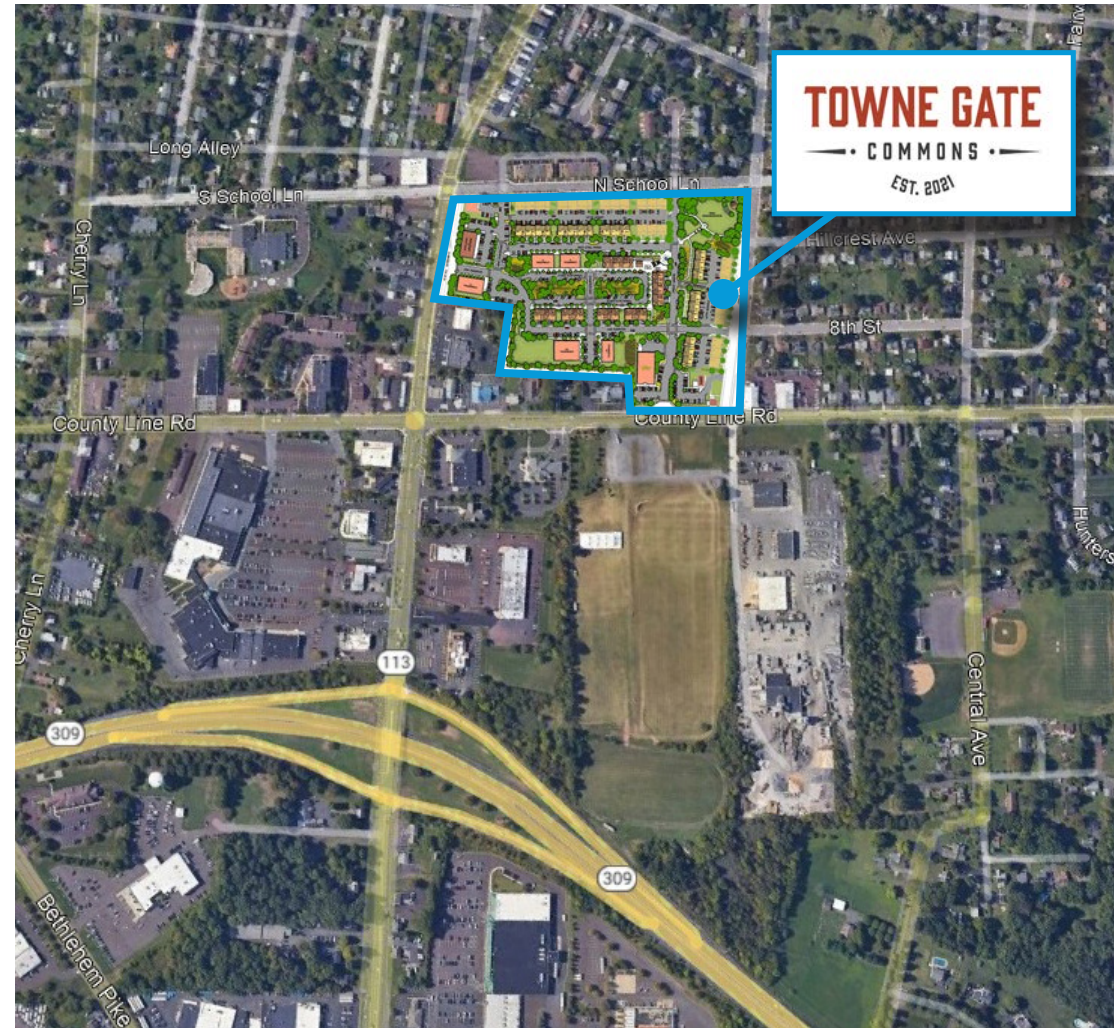 Farv
TOWNE GATE
COMMONS
EST. 2021
Long Alley
N School Ln
S School Ln
Cherry Ln
Hillcrest Ave
8th St
County Line Rd
County Line Rd
Hunters
Cherry Ln
113
Central Ave
309
309
Bethlehem Pike